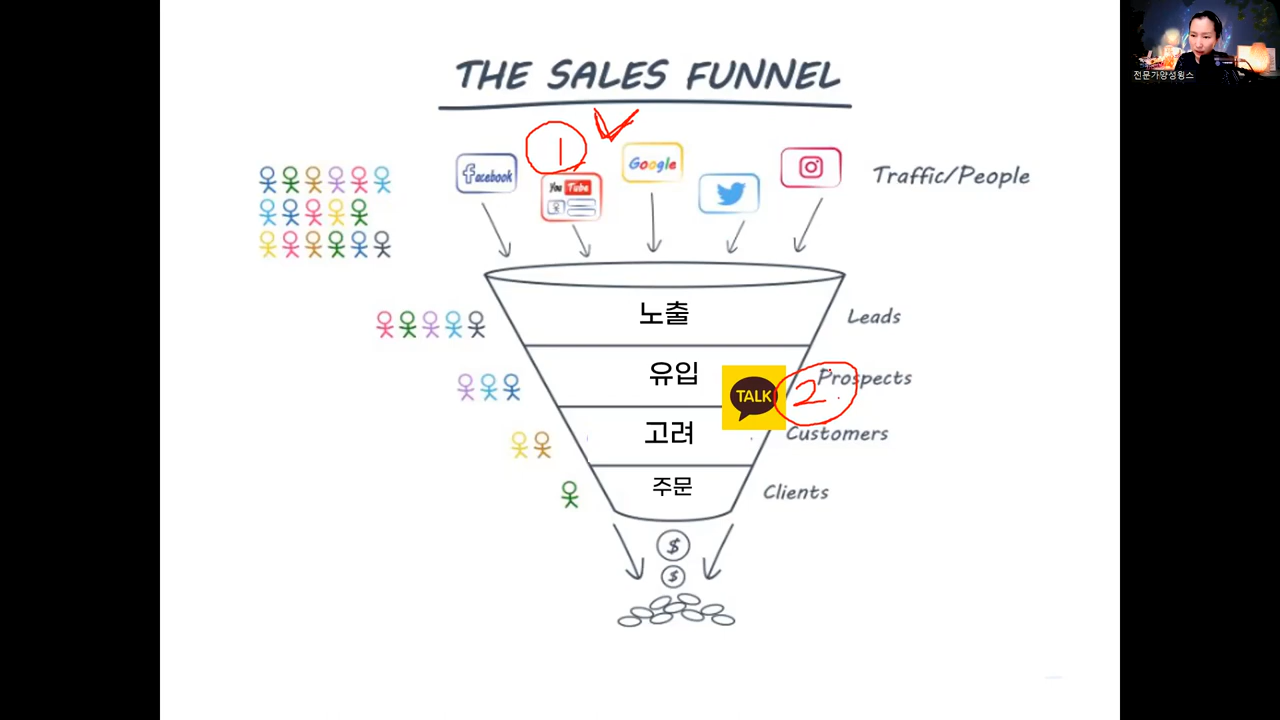 THE SALES FUNNEL
전문가양성윙스
1
facebook
You Tube
Google
Traffic/People
노출
Leads
유입
Prospects
TALK
2
고려
Customers
주문
Clients
$
$